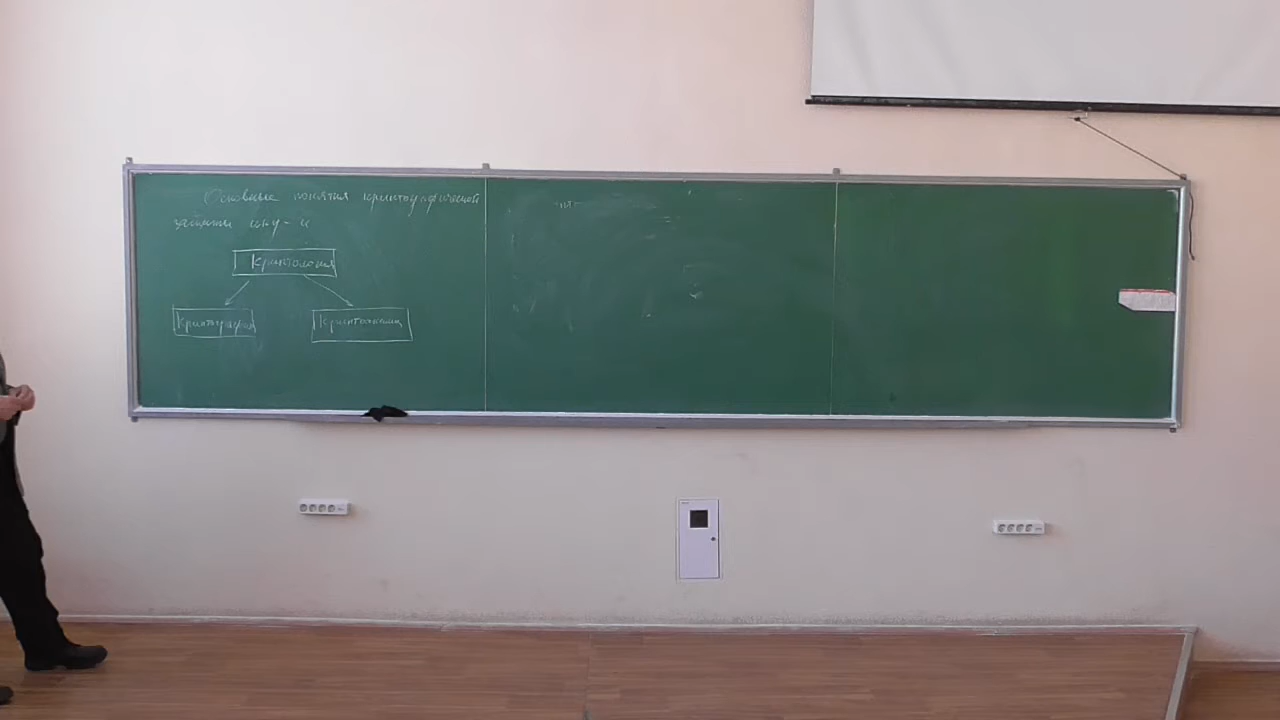 Основные понятия криптографической
защиты инф-и
Криптология
Криптография
Криптоанализ